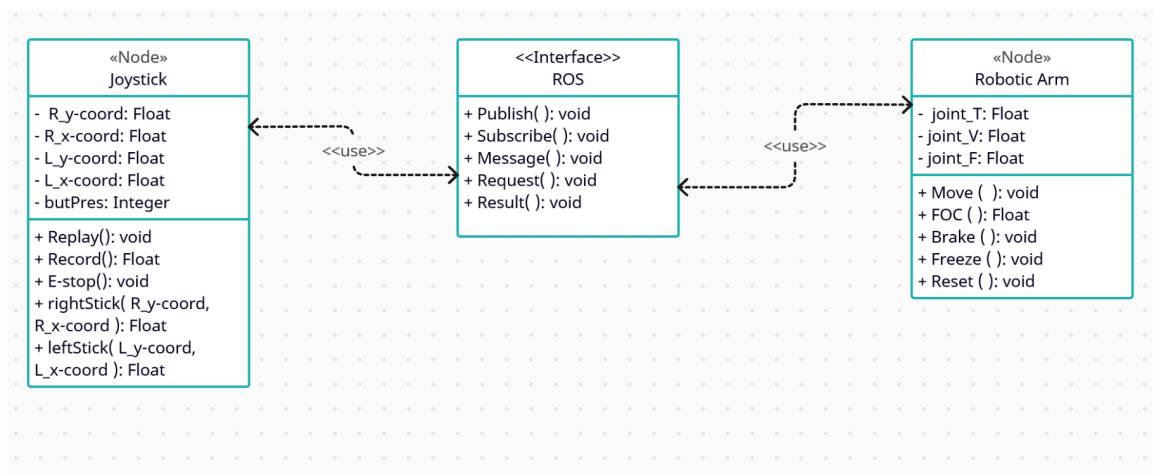 «Node»
Joystick
- R_y-coord: Float
- R_x-coord: Float
- L_y-coord: Float
- L_x-coord: Float
- butPres: Integer
+ Replay(): void
+ Record(): Float
+ E-stop(): void
+ rightStick( R_y-coord,
R_x-coord ): Float
+ leftStick( L_y-coord,
L_x-coord ): Float
<<use>>
<<Interface>>
ROS
+ Publish( ): void
+ Subscribe( ): void
+ Message( ): void
+ Request( ): void
+ Result( ): void
<<use>>
«Node»
Robotic Arm
- joint_T: Float
- joint_V: Float
- joint_F: Float
+ Move ( ): void
+ FOC ( ): Float
+ Brake ( ): void
+ Freeze ( ): void
+ Reset ( ): void